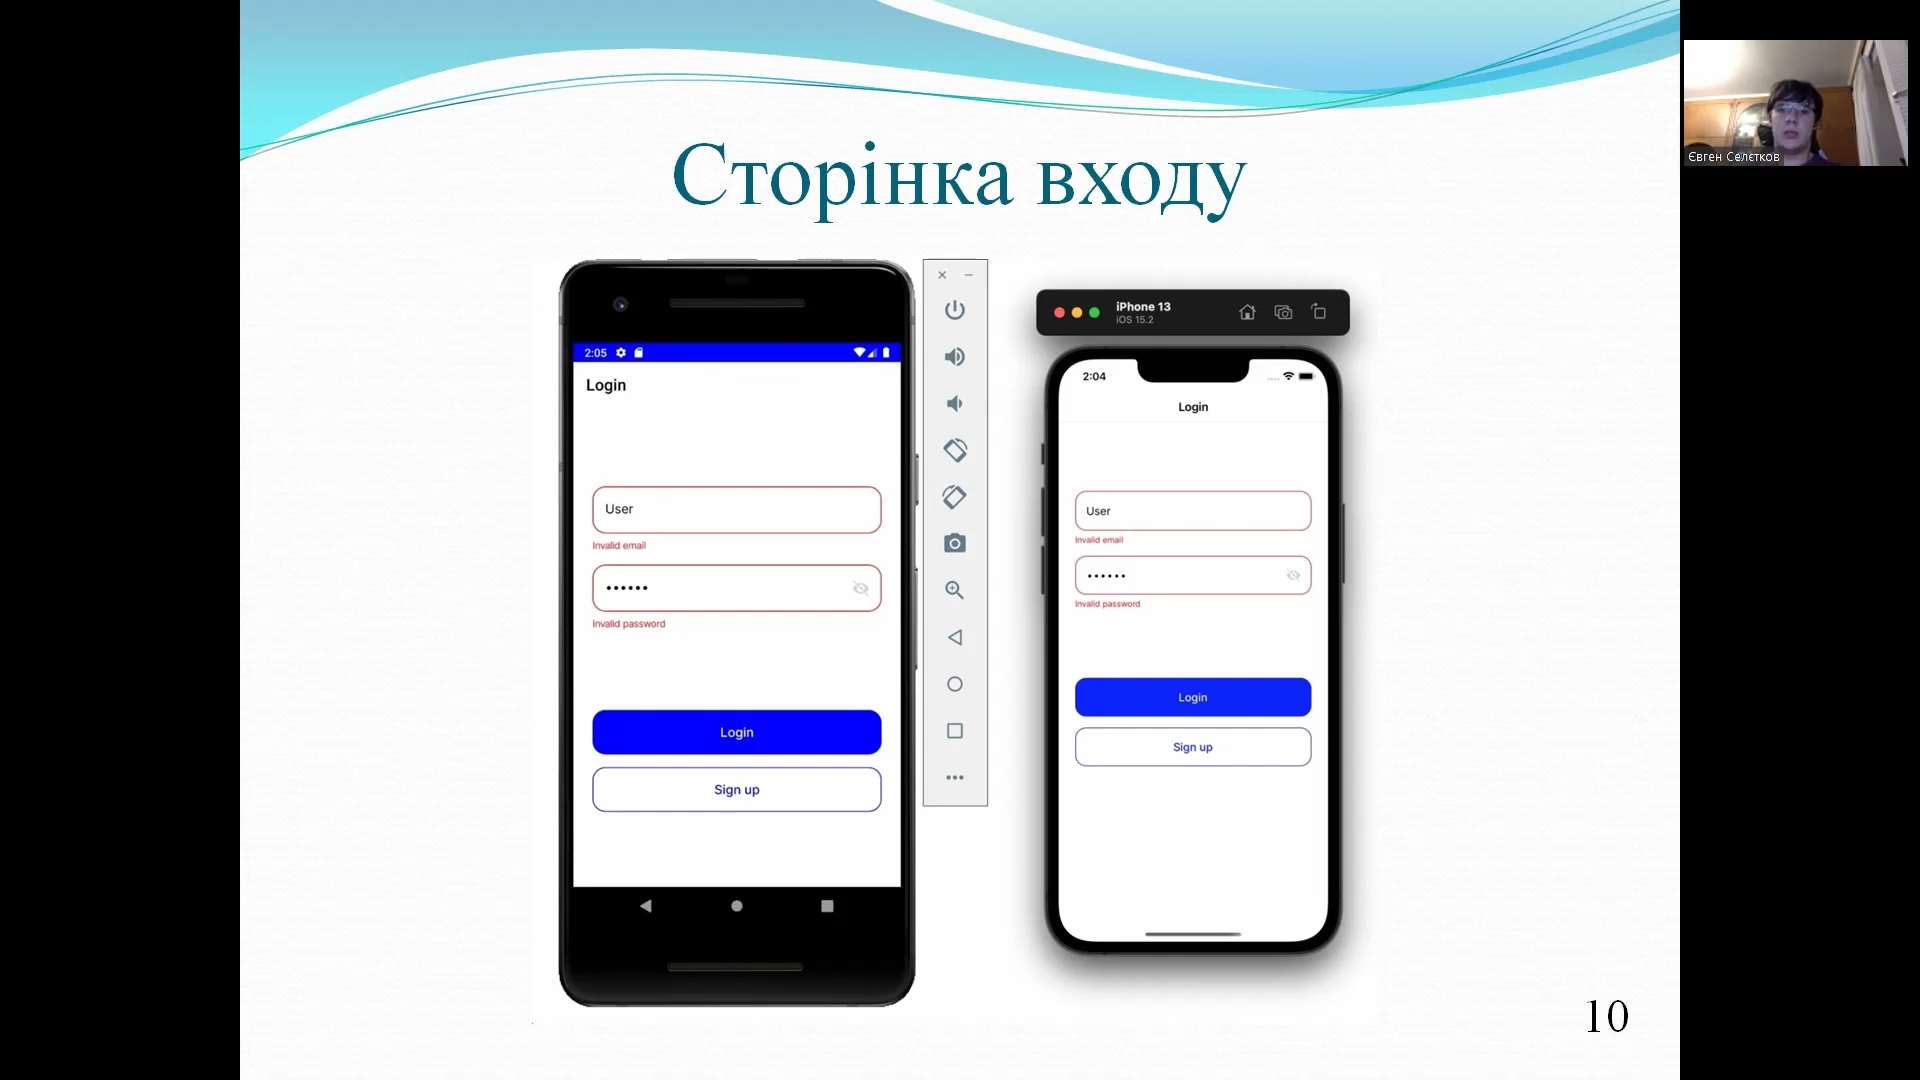 Сторінка входу
Євген Селєтков
2:05
Login
User
Invalid email
••••••
Invalid password
Login
Sign up
iPhone 13
iOS 15.2
2:04
Login
User
Invalid email
••••••
Invalid password
Login
Sign up
10